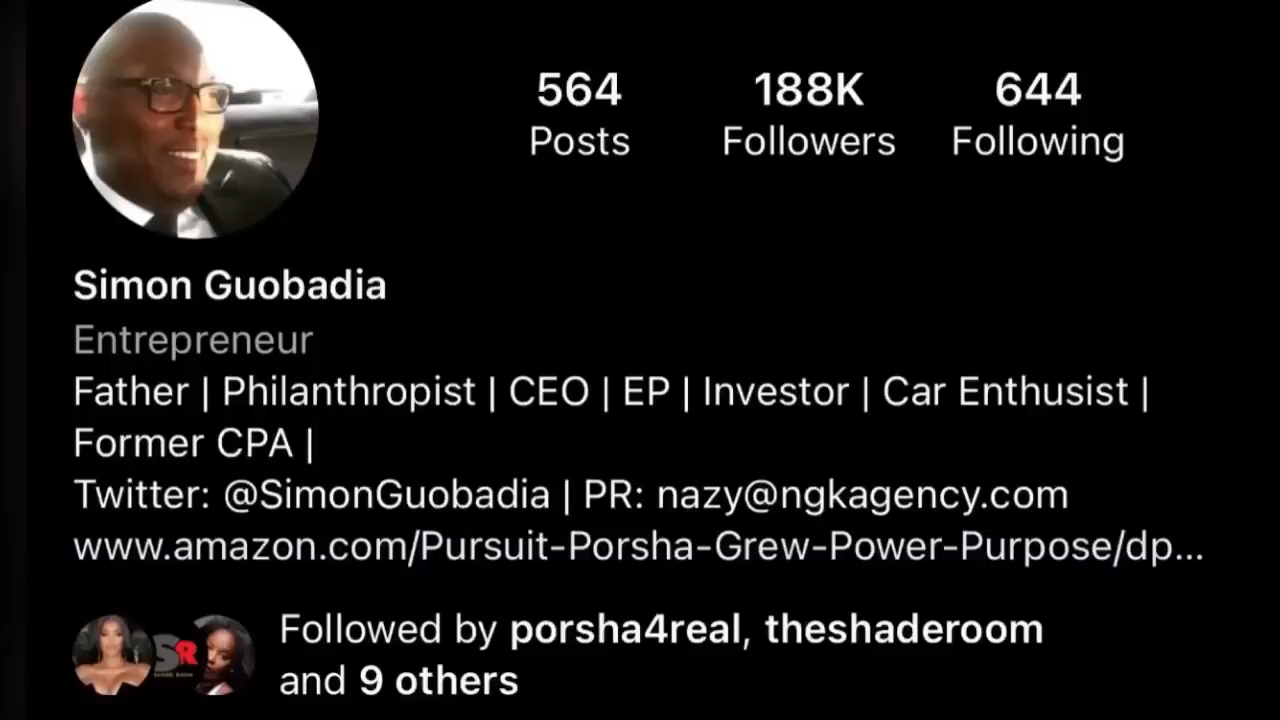 564 188K 644
Posts Followers Following
Simon Guobadia
Entrepreneur
Father | Philanthropist | CEO | EP | Investor | Car Enthusist |
Former CPA |
Twitter: @SimonGuobadia | PR: nazy@ngkagency.com
www.amazon.com/Pursuit-Porsha-Grew-Power-Purpose/dp...
Followed by porsha4real, theshaderoom
SR
and 9 others